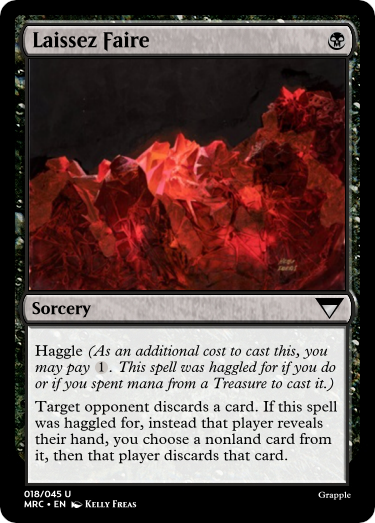 Laissez Faire
Sorcery
Haggle (As an additional cost to cast this, you
may pay 1. This spell was haggled for if you do
or if you spent mana from a Treasure to cast it.)
Target opponent discards a card. If this spell
was haggled for, instead that player reveals
their hand, you choose a nonland card from
it, then that player discards that card.
018/045 U
Grapple
MRC • EN Kelly Freas